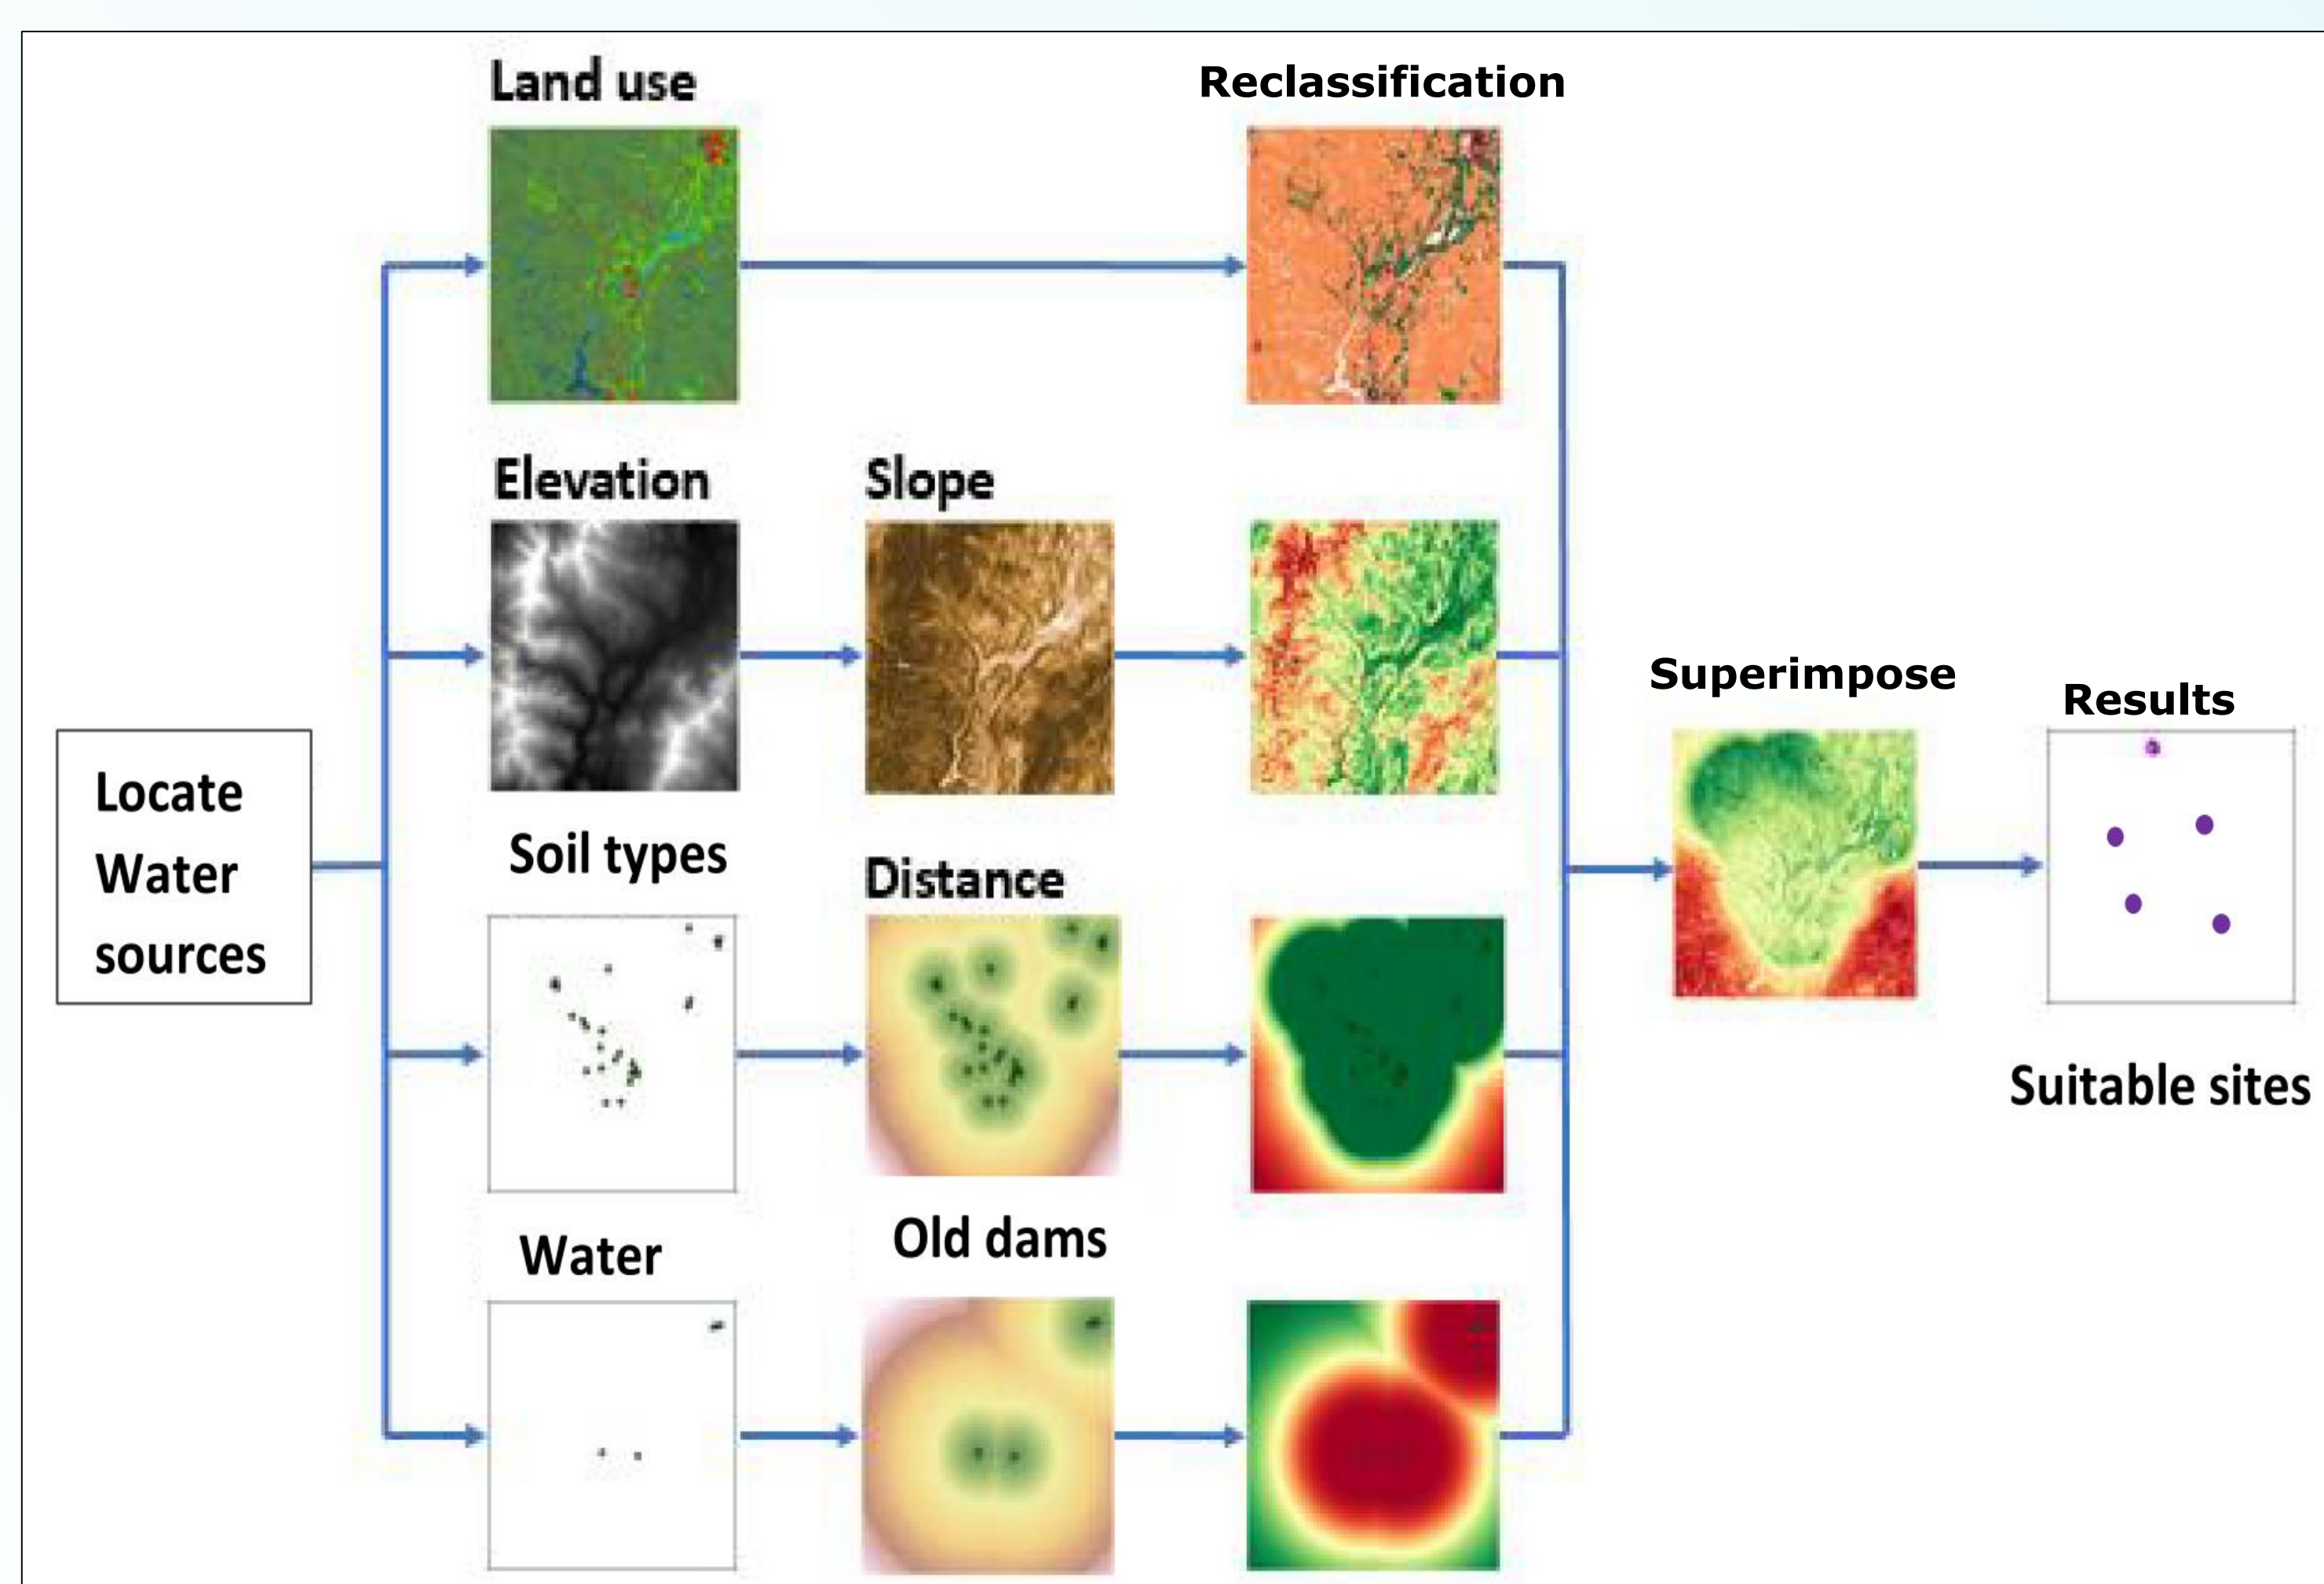 Land use
Reclassification
Elevation
Slope
Locate
Water
sources
Soil types
Distance
Superimpose
Results
Suitable sites
Water
Old dams